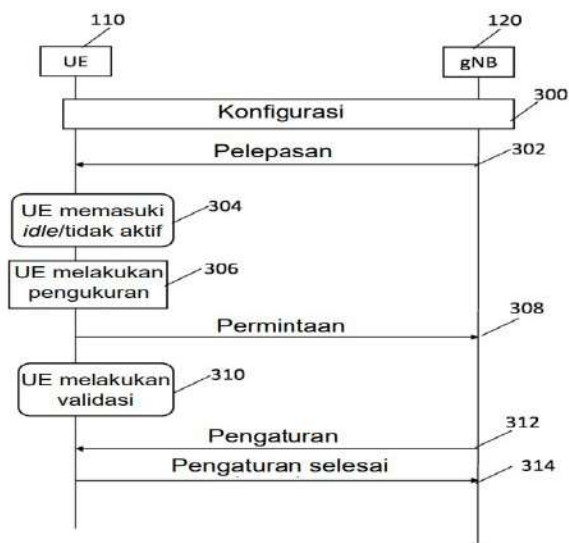 110
120
UE
gNB
Konfigurasi
300
Pelepasan
302
UE memasuki
idle/tidak aktif
304
UE melakukan
pengukuran
306
Permintaan
308
UE melakukan
validasi
310
Pengaturan
312
Pengaturan selesai
314